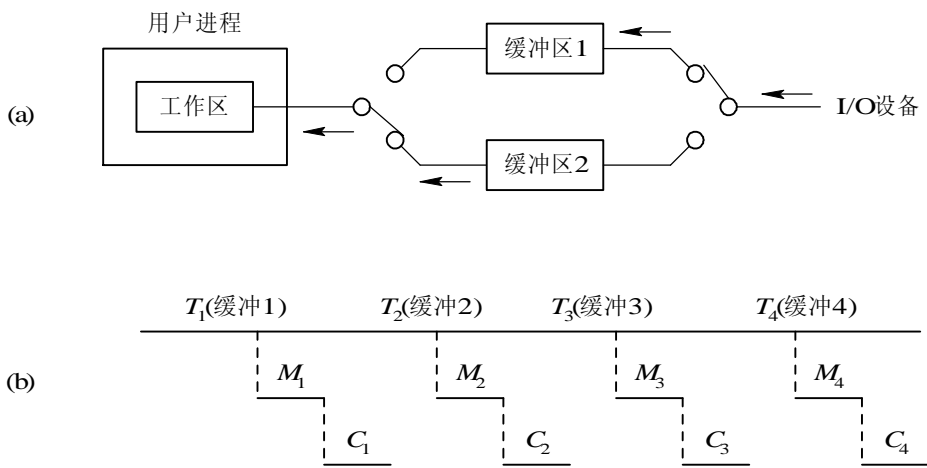 用户进程
缓冲区1
(a)
工作区
I/O设备
缓冲区2
T₁(缓冲1) T₂(缓冲2) T₃(缓冲3) T₄(缓冲4)
(b)
M₁ M₂ M₃ M₄
C₁ C₂ C₃ C₄